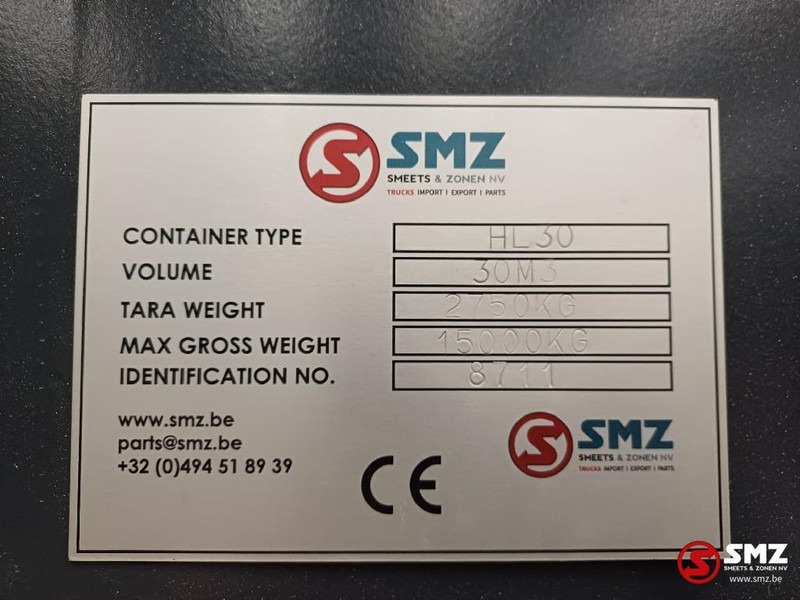 SMZ
SMEETS & ZONEN NV
TRUCKS IMPORT I EXPORT I PARTS
CONTAINER TYPE HL30
VOLUME 30M3
TARA WEIGHT 2750KG
MAX GROSS WEIGHT 15000KG
IDENTIFICATION NO. 8711
www.smz.be
parts@smz.be
+32 (0)494 51 89 39
CE
SMZ
SMEETS & ZONEN NV
TRUCKS IMPORT I EXPORT I PARTS
SMZ
SMEETS & ZONEN NV
www.smz.be